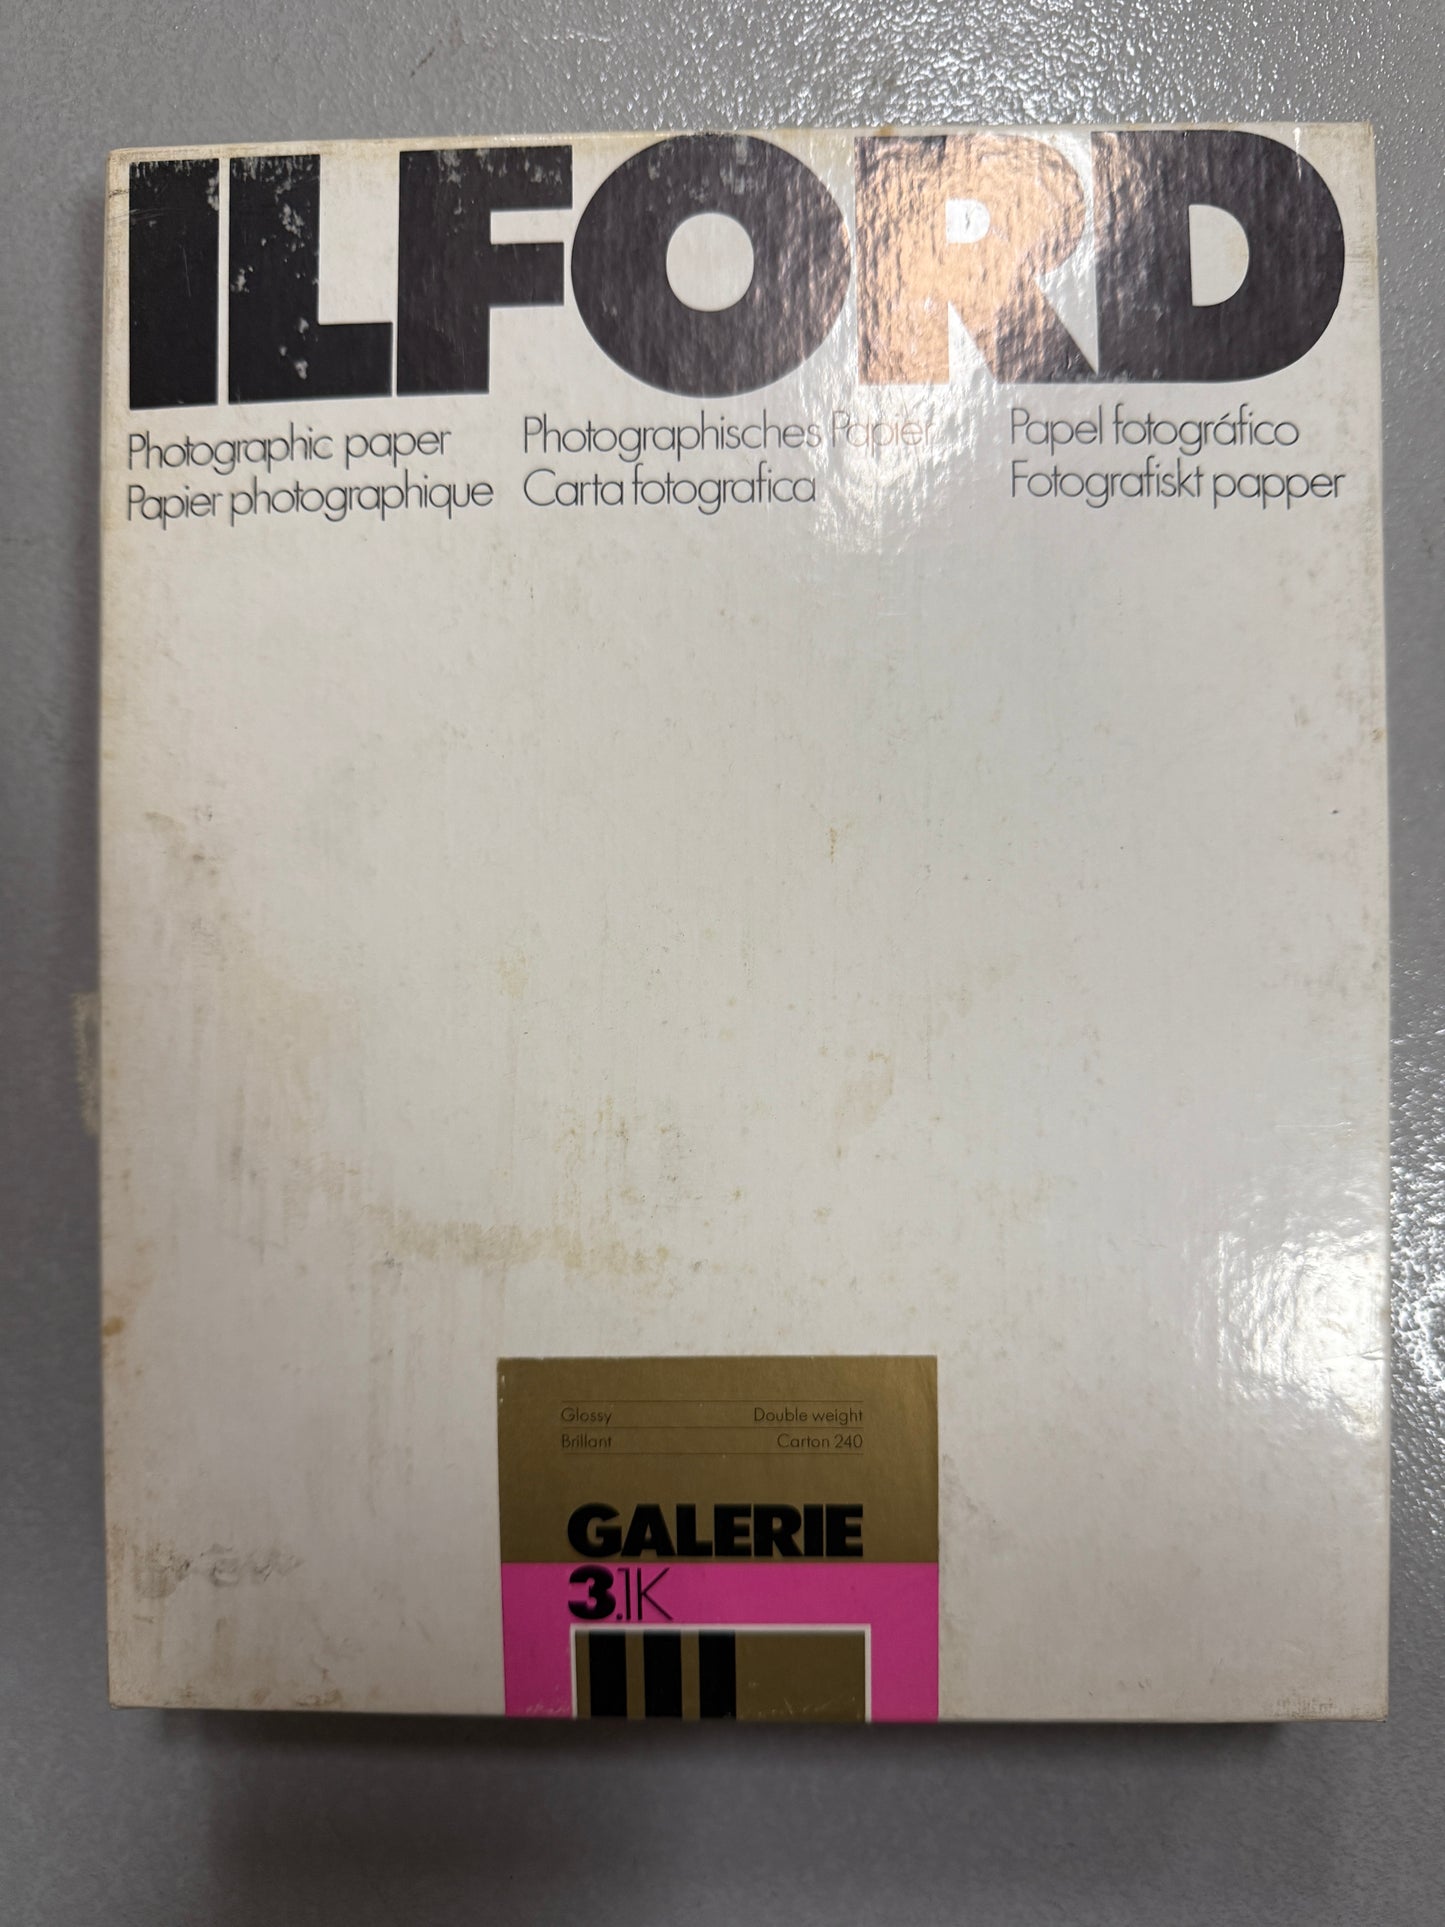 ILFORD
Photographic paper
Papier photographique
Photographisches Papier
Carta fotografica
Papel fotográfico
Fotografiskt papper
Glossy Double weight
Brillant Carton 240
GALERIE
3.1K